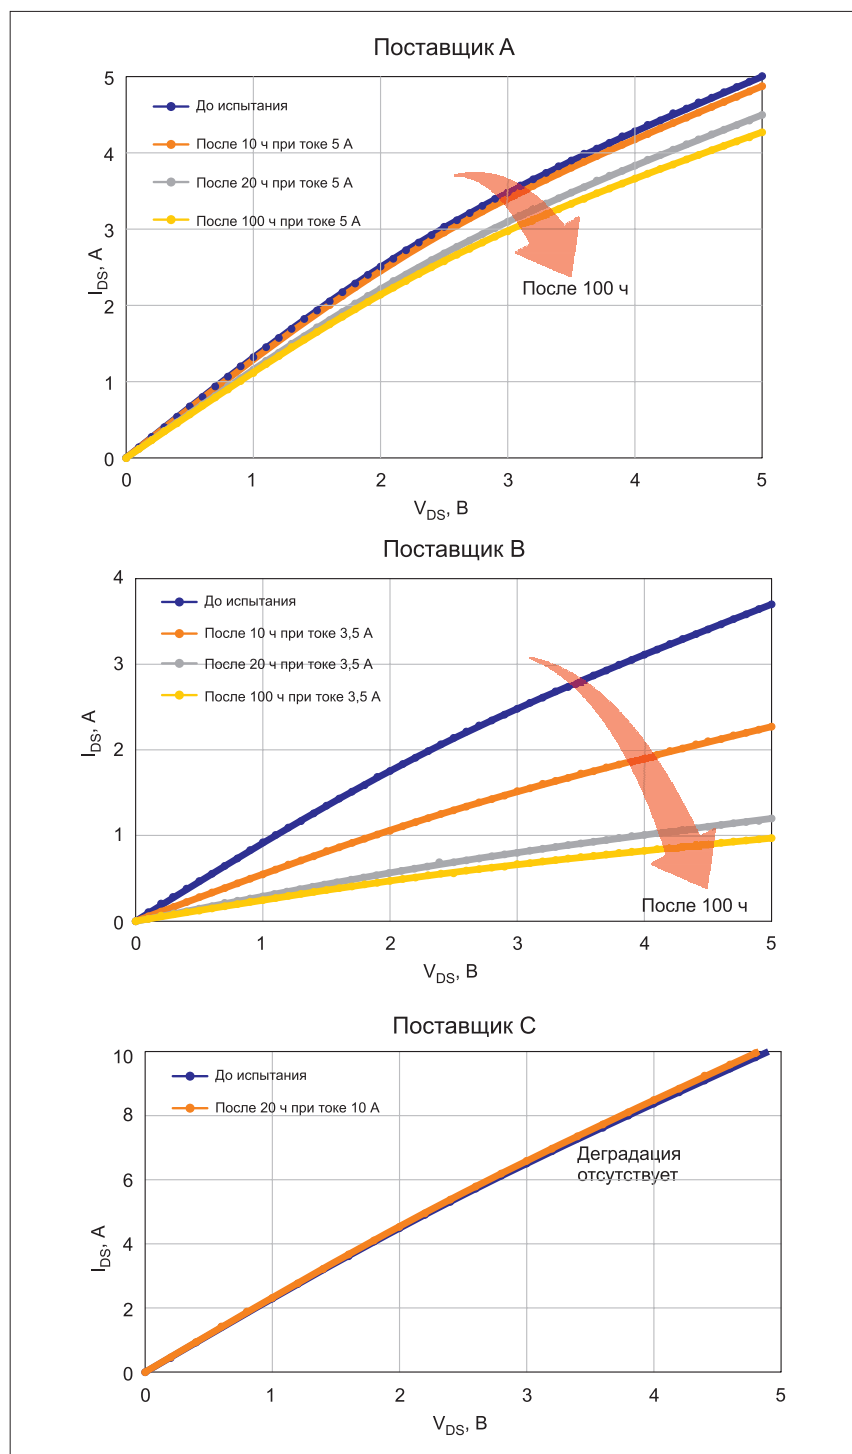 Поставщик A
5
4
3
2
1
0
I_DS, А
До испытания
После 10 ч при токе 5 А
После 20 ч при токе 5 А
После 100 ч при токе 5 А
После 100 ч
0 1 2 3 4 5
V_DS, В
Поставщик B
4
3
2
1
0
I_DS, А
До испытания
После 10 ч при токе 3,5 А
После 20 ч при токе 3,5 А
После 100 ч при токе 3,5 А
После 100 ч
0 1 2 3 4 5
V_DS, В
Поставщик C
10
8
6
4
2
0
I_DS, А
До испытания
После 20 ч при токе 10 А
Деградация
отсутствует
0 1 2 3 4 5
V_DS, В